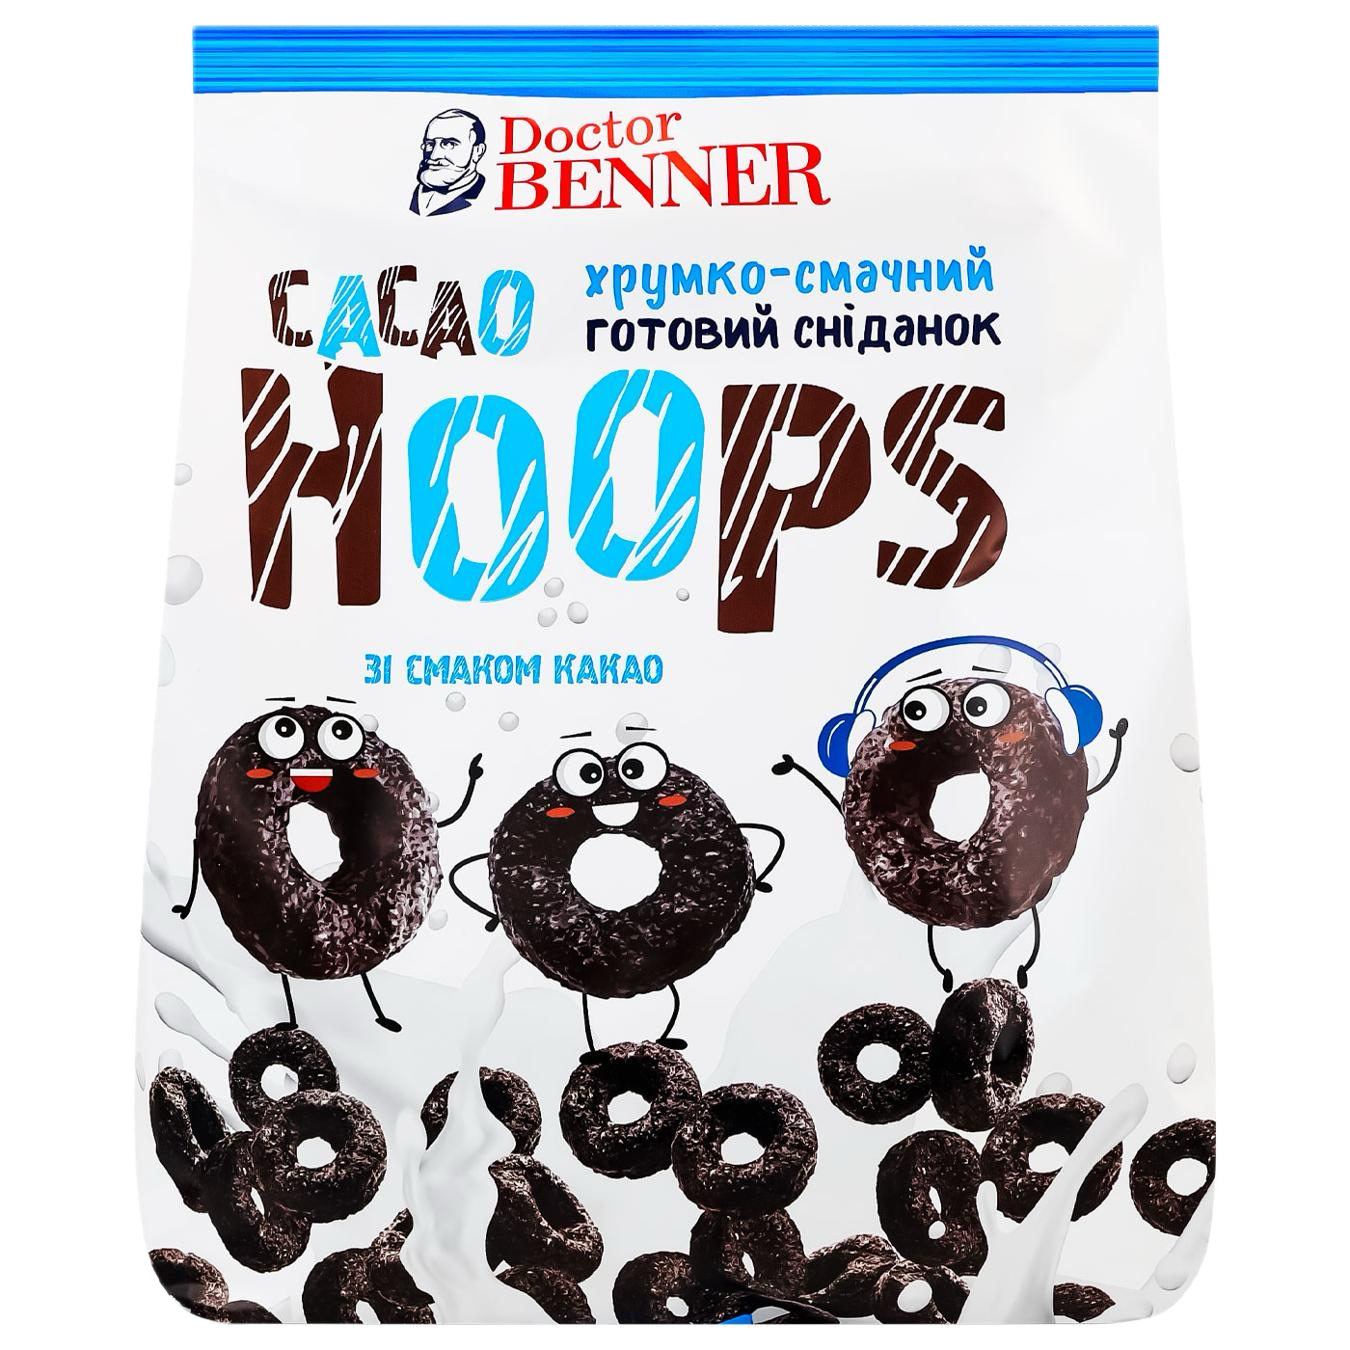 Doctor
BENNER
CACAO
хрумко-смачний
готовий сніданок
HOOPS
ЗІ СМАКОМ КАКАО